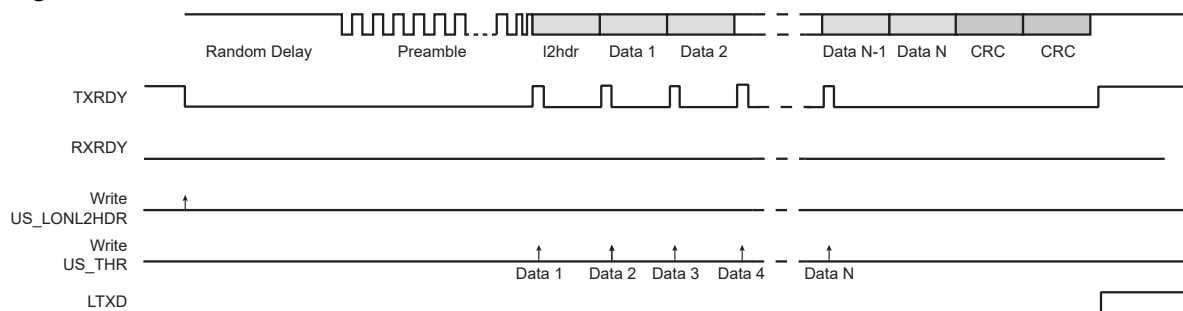 Random Delay Preamble l2hdr Data 1 Data 2 Data N-1 Data N CRC CRC
TXRDY
RXRDY
Write
US_LONL2HDR
Write
US_THR
Data 1 Data 2 Data 3 Data 4 Data N
LTXD